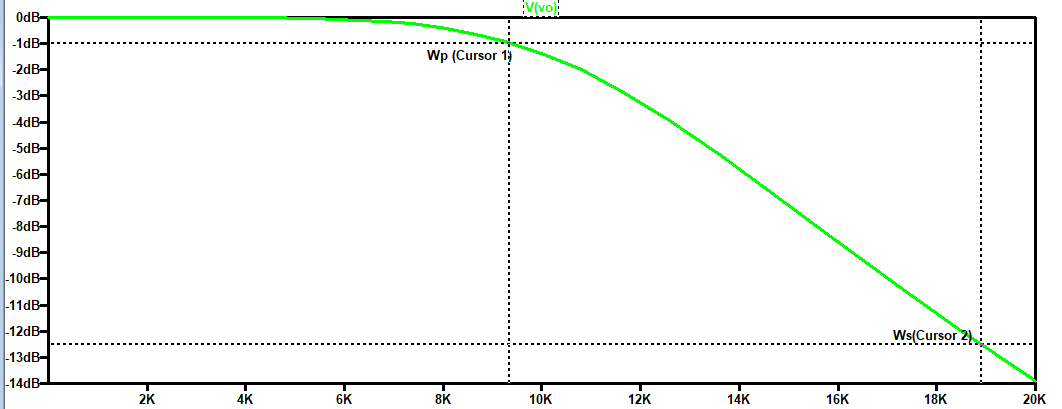 V(vo)
0dB
-1dB
Wp (Cursor 1)
-2dB
-3dB
-4dB
-5dB
-6dB
-7dB
-8dB
-9dB
-10dB
-11dB
-12dB
Ws(Cursor 2)
-13dB
-14dB
2K 4K 6K 8K 10K 12K 14K 16K 18K 20K